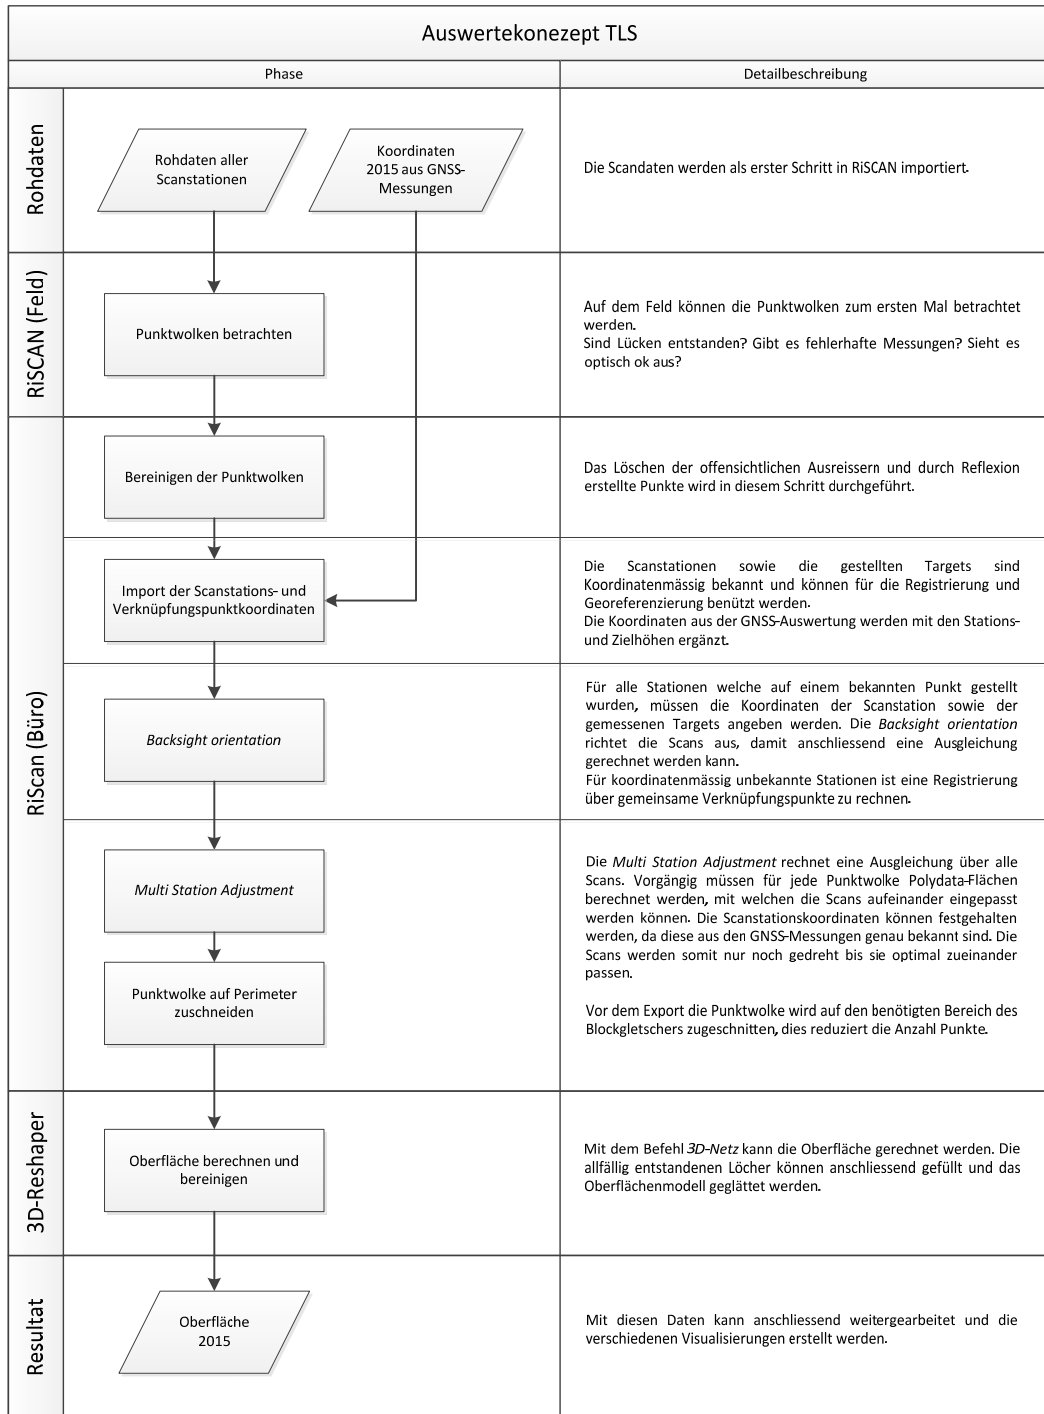 Auswertekonezept TLS
Phase
Detailbeschreibung
Rohdaten
Rohdaten aller
Scanstationen
Koordinaten
2015 aus GNSS-
Messungen
Die Scandaten werden als erster Schritt in RiSCAN importiert.
RiSCAN (Feld)
Punktwolken betrachten
Auf dem Feld können die Punktwolken zum ersten Mal betrachtet
werden.
Sind Lücken entstanden? Gibt es fehlerhafte Messungen? Sieht es
optisch ok aus?
RiScan (Büro)
Bereinigen der Punktwolken
Das Löschen der offensichtlichen Ausreissern und durch Reflexion
erstellte Punkte wird in diesem Schritt durchgeführt.
Import der Scanstations- und
Verknüpfungspunktkoordinaten
Die Scanstationen sowie die gestellten Targets sind
Koordinatenmässig bekannt und können für die Registrierung und
Georeferenzierung benützt werden.
Die Koordinaten aus der GNSS-Auswertung werden mit den Stations-
und Zielhöhen ergänzt.
Backsight orientation
Für alle Stationen welche auf einem bekannten Punkt gestellt
wurden, müssen die Koordinaten der Scanstation sowie der
gemessenen Targets angeben werden. Die Backsight orientation
richtet die Scans aus, damit anschliessend eine Ausgleichung
gerechnet werden kann.
Für koordinatenmässig unbekannte Stationen ist eine Registrierung
über gemeinsame Verknüpfungspunkte zu rechnen.
Multi Station Adjustment
Punktwolke auf Perimeter
zuschneiden
Die Multi Station Adjustment rechnet eine Ausgleichung über alle
Scans. Vorgängig müssen für jede Punktwolke Polydata-Flächen
berechnet werden, mit welchen die Scans aufeinander eingepasst
werden können. Die Scanstationskoordinaten können festgehalten
werden, da diese aus den GNSS-Messungen genau bekannt sind. Die
Scans werden somit nur noch gedreht bis sie optimal zueinander
passen.
Vor dem Export die Punktwolke wird auf den benötigten Bereich des
Blockgletschers zugeschnitten, dies reduziert die Anzahl Punkte.
3D-Reshaper
Oberfläche berechnen und
bereinigen
Mit dem Befehl 3D-Netz kann die Oberfläche gerechnet werden. Die
allfällig entstandenen Löcher können anschliessend gefüllt und das
Oberflächenmodell geglättet werden.
Resultat
Oberfläche
2015
Mit diesen Daten kann anschliessend weitergearbeitet und die
verschiedenen Visualisierungen erstellt werden.